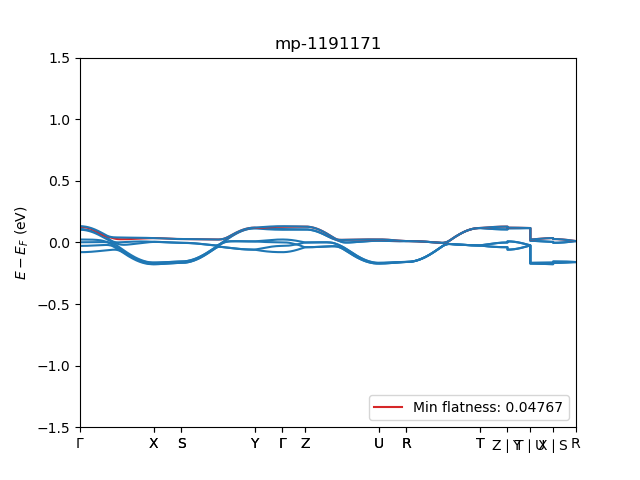 mp-1191171
E − E_F (eV)
1.5
1.0
0.5
0.0
−0.5
−1.0
−1.5
Min flatness: 0.04767
Γ X S Y Γ Z U R T Z | Y T | U X | S R